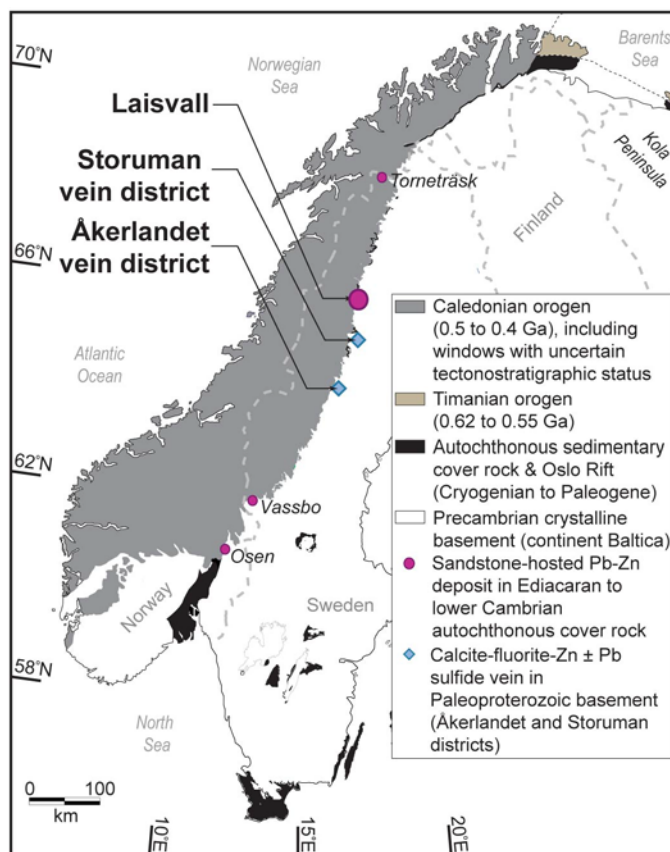 70°N
Norwegian
Sea
Barents
Sea
Laisvall
Kola
Peninsula
Storuman
vein district
Torneträsk
Finland
Åkerlandet
vein district
66°N
Atlantic
Ocean
62°N
Vassbo
Osen
Norway
Sweden
58°N
North
Sea
0 100
km
10°E
15°E
20°E
Caledonian orogen
(0.5 to 0.4 Ga), including
windows with uncertain
tectonostratigraphic status
Timanian orogen
(0.62 to 0.55 Ga)
Autochthonous sedimentary
cover rock & Oslo Rift
(Cryogenian to Paleogene)
Precambrian crystalline
basement (continent Baltica)
Sandstone-hosted Pb-Zn
deposit in Ediacaran to
lower Cambrian
autochthonous cover rock
Calcite-fluorite-Zn ± Pb
sulfide vein in
Paleoproterozoic basement
(Åkerlandet and Storuman
districts)